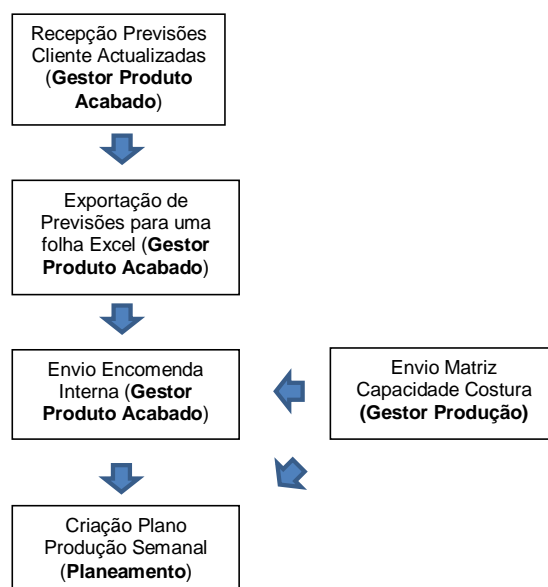 Recepção Previsões
Cliente Actualizadas
(Gestor Produto
Acabado)
Exportação de
Previsões para uma
folha Excel (Gestor
Produto Acabado)
Envio Encomenda
Interna (Gestor
Produto Acabado)
Envio Matriz
Capacidade Costura
(Gestor Produção)
Criação Plano
Produção Semanal
(Planeamento)